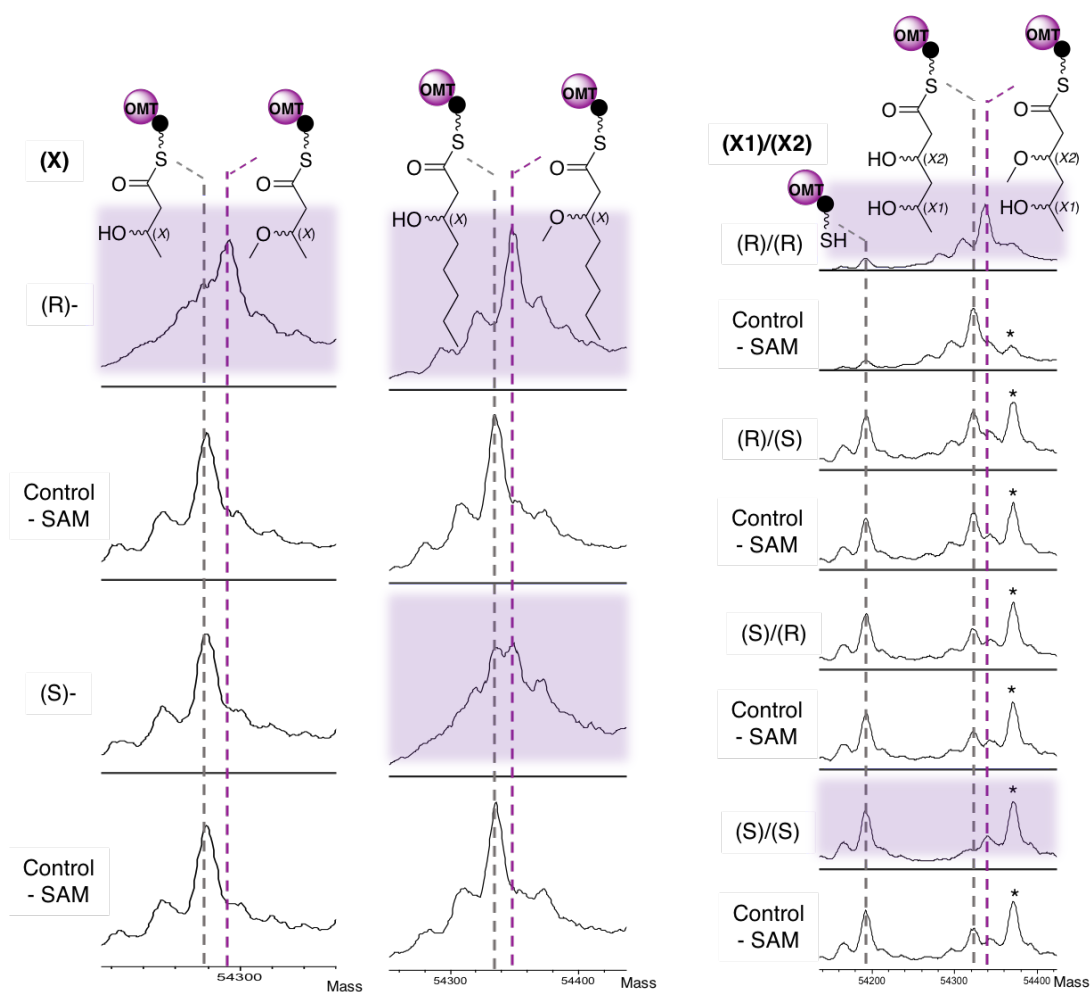 OMT
OMT
S
S
(X)
O
O
HO
(X)
O
(X)
(R)-
Control
- SAM
(S)-
Control
- SAM
54300
Mass
OMT
OMT
S
S
O
O
HO
(X)
O
(X)
54300
54400
Mass
OMT
OMT
S
S
O
O
(X1)/(X2)
HO
(X2)
O
(X2)
OMT
HO
(X1)
HO
(X1)
SH
(R)/(R)
Control
- SAM
*
(R)/(S)
*
Control
- SAM
*
(S)/(R)
*
Control
- SAM
*
(S)/(S)
*
Control
- SAM
*
54200
54300
54400
Mass